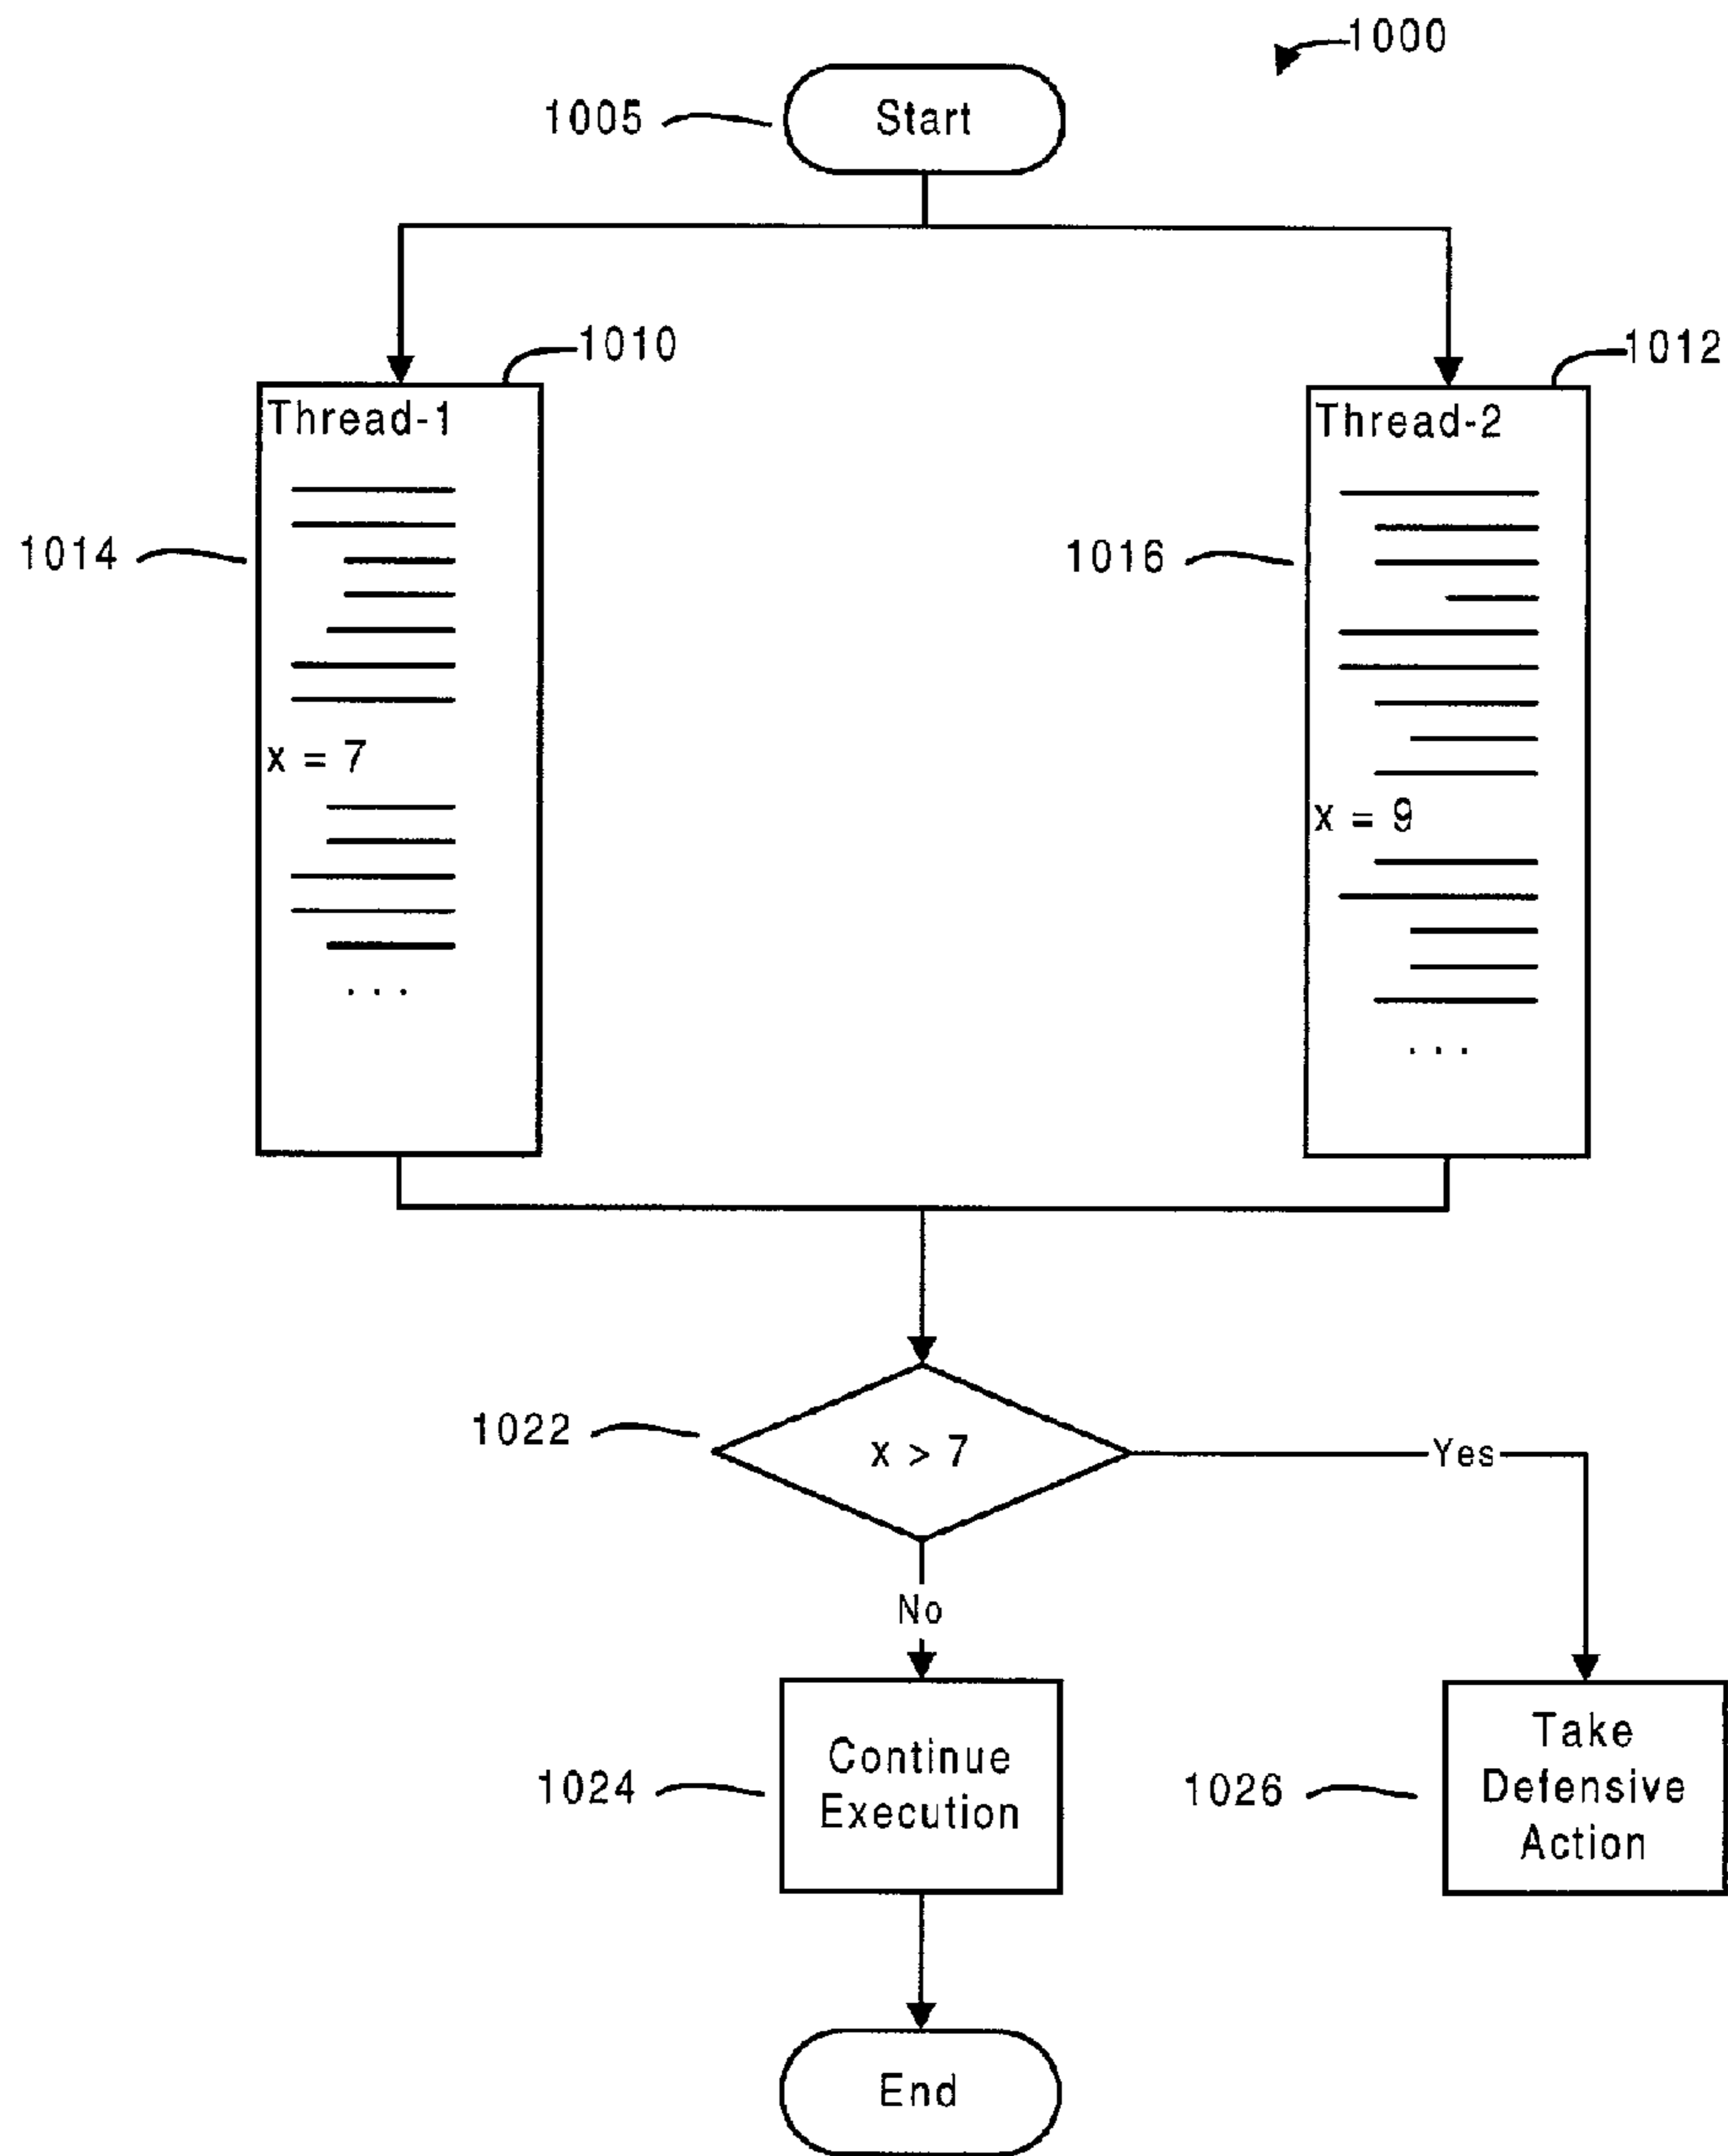 1000
1005
Start
1010
1012
Thread-1
Thread-2
1014
1016
x = 7
x = 9
. . .
. . .
1022
x > 7
Yes
No
Continue
Execution
1024
Take
Defensive
Action
1026
End